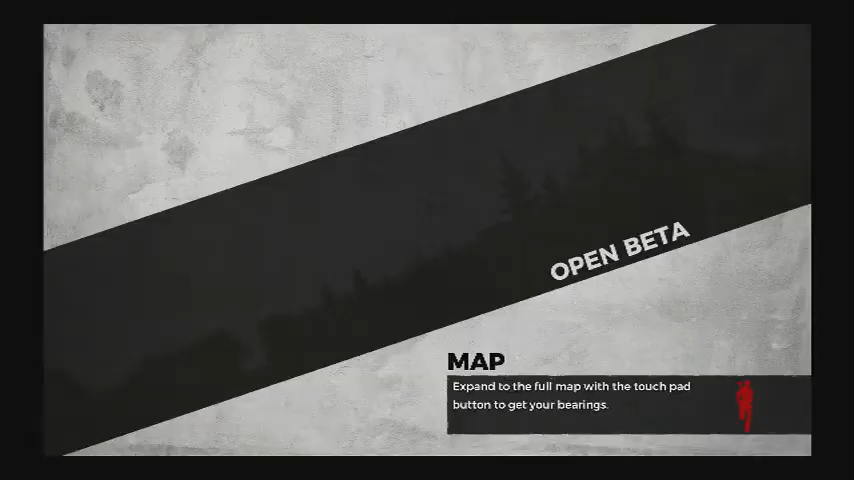 OPEN BETA
MAP
Expand to the full map with the touch pad
button to get your bearings.